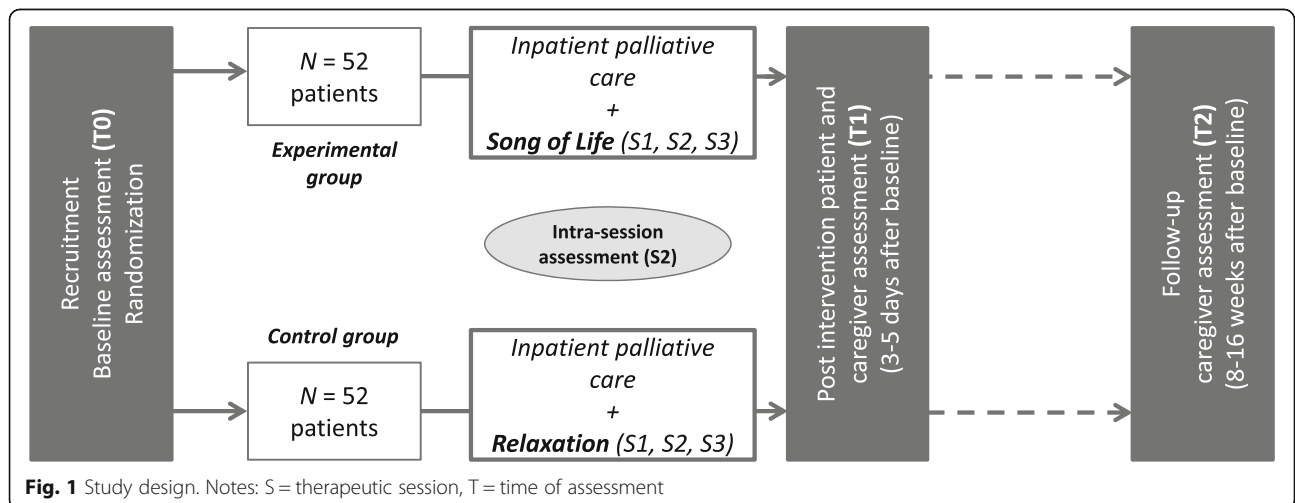 Recruitment
Baseline assessment (T0)
Randomization
N = 52
patients
Experimental
group
Inpatient palliative
care
+
Song of Life (S1, S2, S3)
Intra-session
assessment (S2)
Control group
N = 52
patients
Inpatient palliative
care
+
Relaxation (S1, S2, S3)
Post intervention patient and
caregiver assessment (T1)
(3-5 days after baseline)
Follow-up
caregiver assessment (T2)
(8-16 weeks after baseline)
Fig. 1 Study design. Notes: S = therapeutic session, T = time of assessment